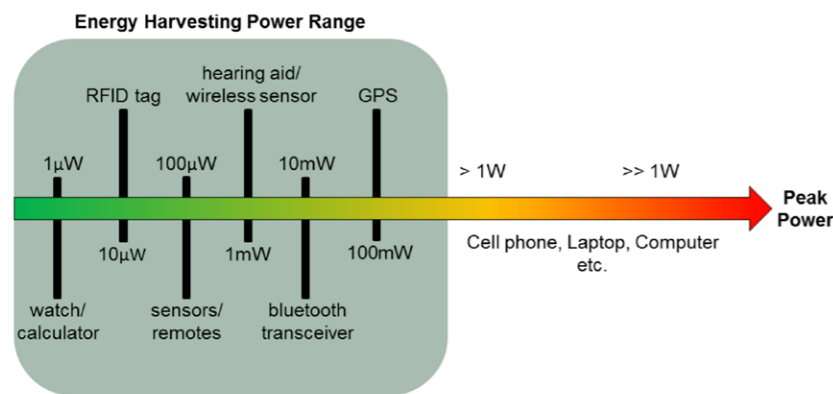 Energy Harvesting Power Range
hearing aid/
wireless sensor
RFID tag
GPS
1µW
100µW
10mW
> 1W
>> 1W
Peak
Power
10µW
1mW
100mW
Cell phone, Laptop, Computer
etc.
watch/
calculator
sensors/
remotes
bluetooth
transceiver